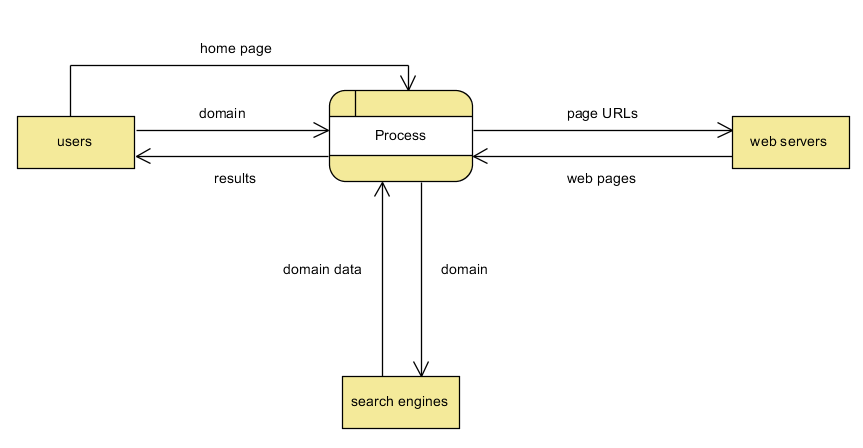 home page
domain
page URLs
users
Process
web servers
results
web pages
domain data
domain
search engines